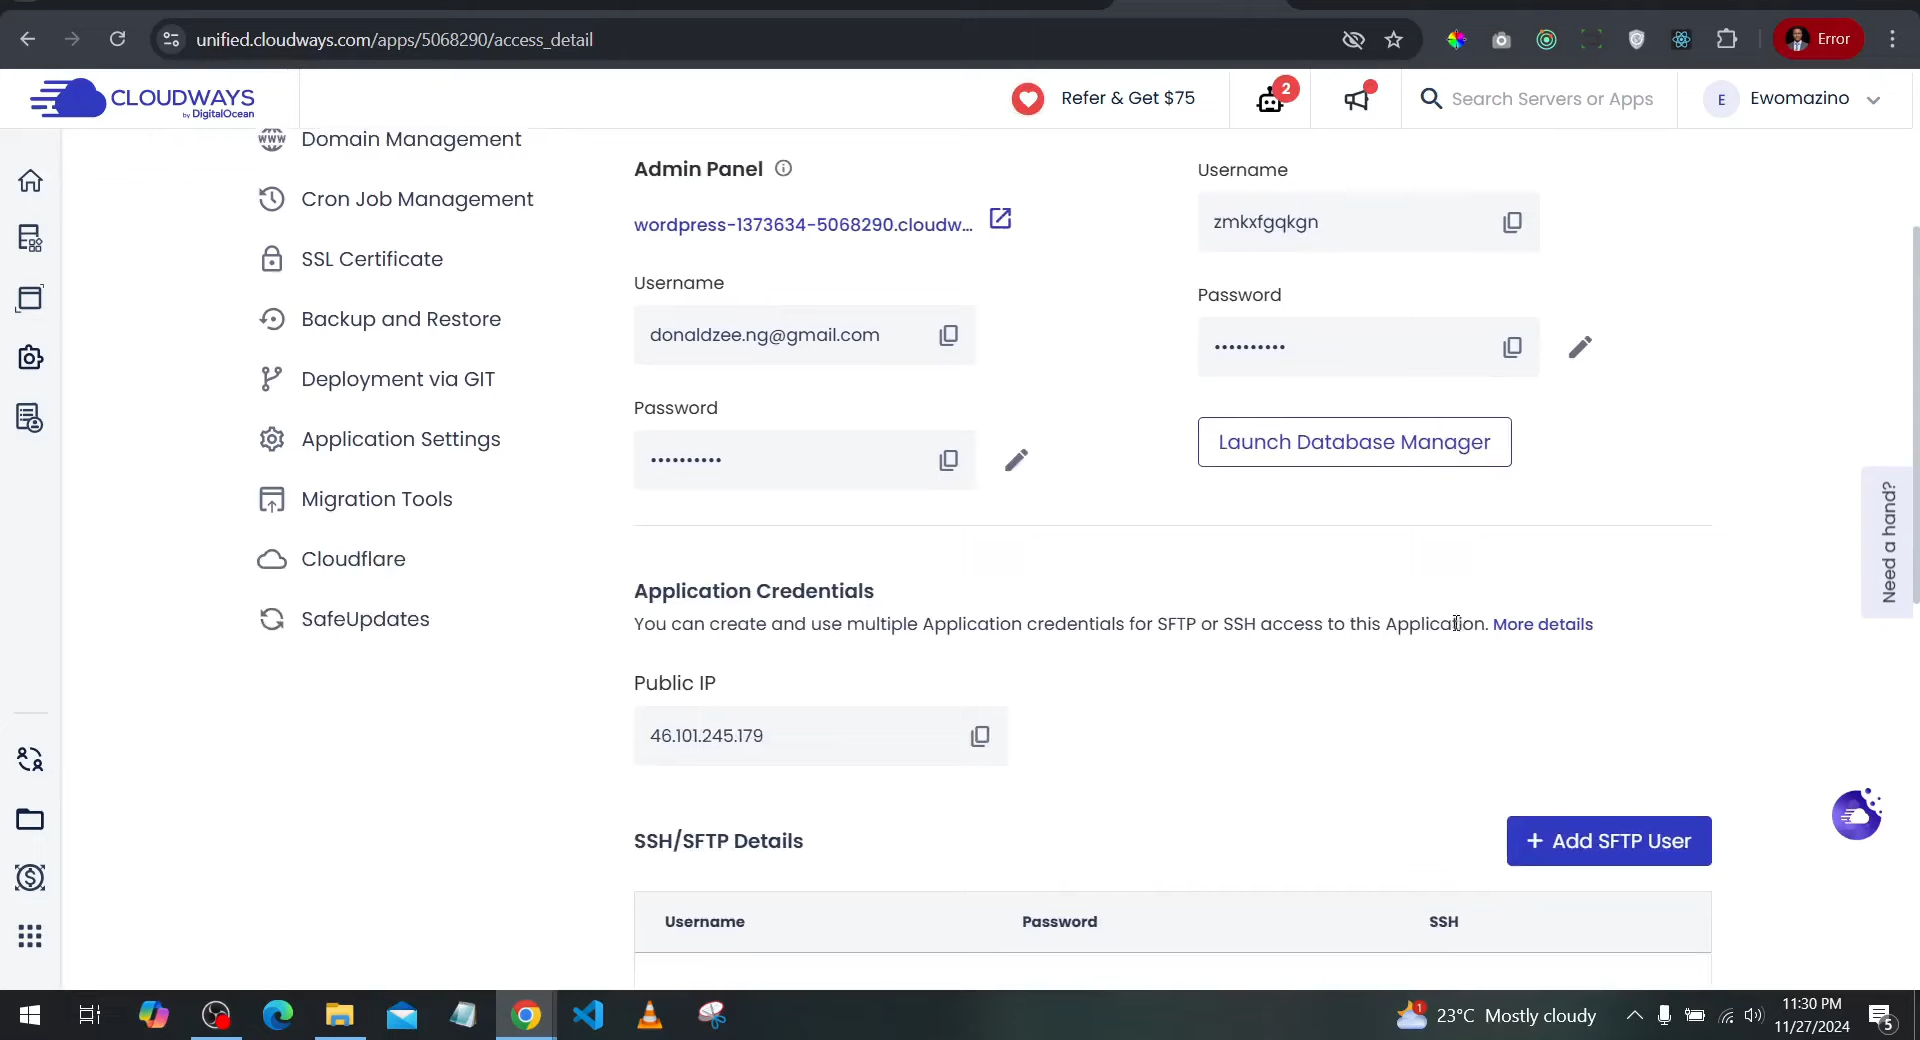 unified.cloudways.com/apps/5068290/access_detail
Error
CLOUDWAYS
by DigitalOcean
Refer & Get $75
2
Search Servers or Apps
E
Ewomazino
WWW
Domain Management
Cron Job Management
SSL Certificate
Backup and Restore
Deployment via GIT
Application Settings
Migration Tools
Cloudflare
SafeUpdates
Admin Panel
wordpress-1373634-5068290.cloudw...
Username
donaldzee.ng@gmail.com
Password
••••••••••
Username
zmkxfgqkgn
Password
••••••••••
Launch Database Manager
Application Credentials
You can create and use multiple Application credentials for SFTP or SSH access to this Application. More details
Public IP
46.101.245.179
SSH/SFTP Details
+ Add SFTP User
Username Password SSH
Need a hand?
1
23°C Mostly cloudy
11:30 PM
11/27/2024
5